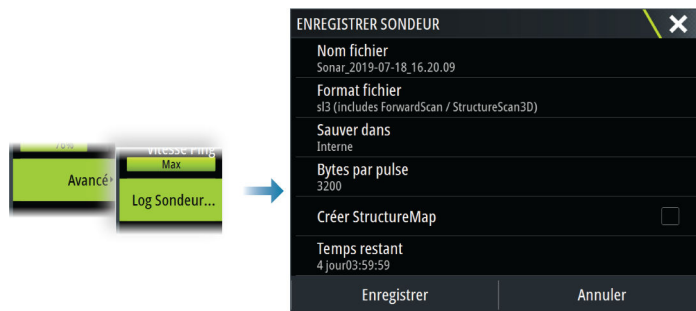 70%
Avancé
Vitesse Ping
Max
Log Sondeur...
ENREGISTRER SONDEUR
Nom fichier
Sonar_2019-07-18_16.20.09
Format fichier
sl3 (includes ForwardScan / StructureScan3D)
Sauver dans
Interne
Bytes par pulse
3200
Créer StructureMap
Temps restant
4 jour03:59:59
Enregistrer
Annuler